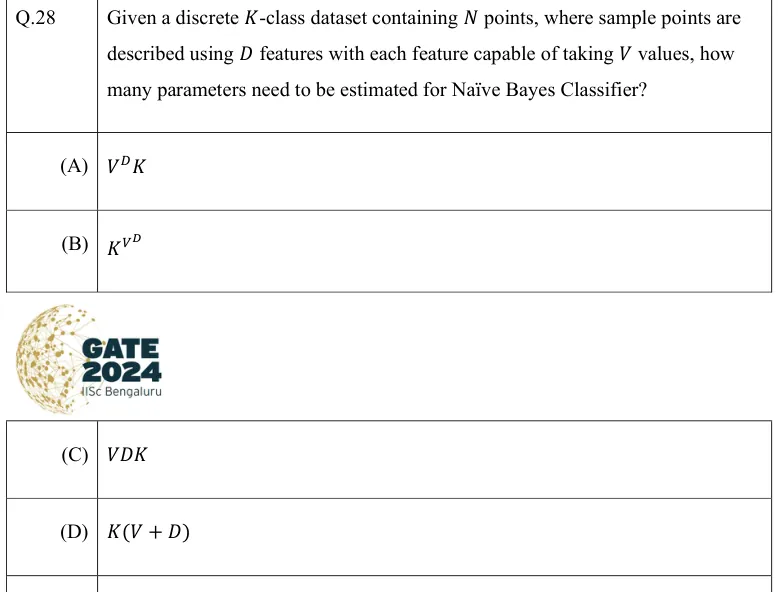 Q.28 Given a discrete 𝐾-class dataset containing 𝑁 points, where sample points are
described using 𝐷 features with each feature capable of taking 𝑉 values, how
many parameters need to be estimated for Naïve Bayes Classifier?
(A) 𝑉^𝐷𝐾
(B) 𝐾^𝑉^𝐷
GATE
2024
IISc Bengaluru
(C) 𝑉𝐷𝐾
(D) 𝐾(𝑉 + 𝐷)